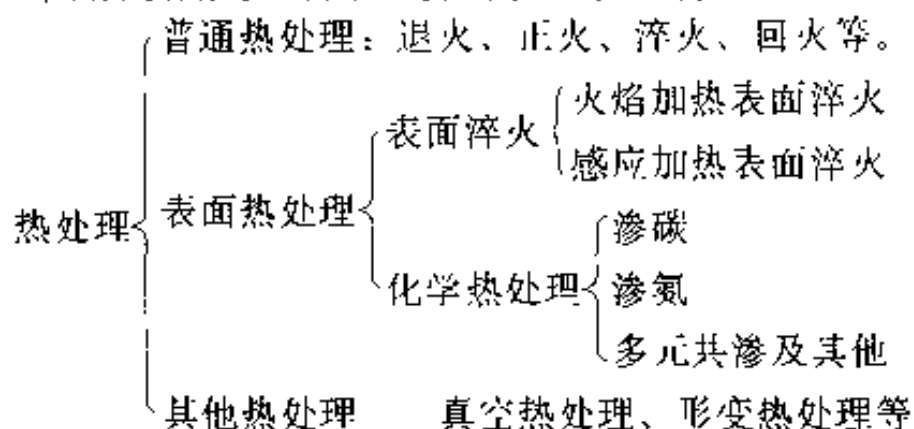 普通热处理：退火、正火、淬火、回火等。
火焰加热表面淬火
表面淬火
感应加热表面淬火
热处理
表面热处理
渗碳
化学热处理
渗氮
多元共渗及其他
其他热处理 真空热处理、形变热处理等